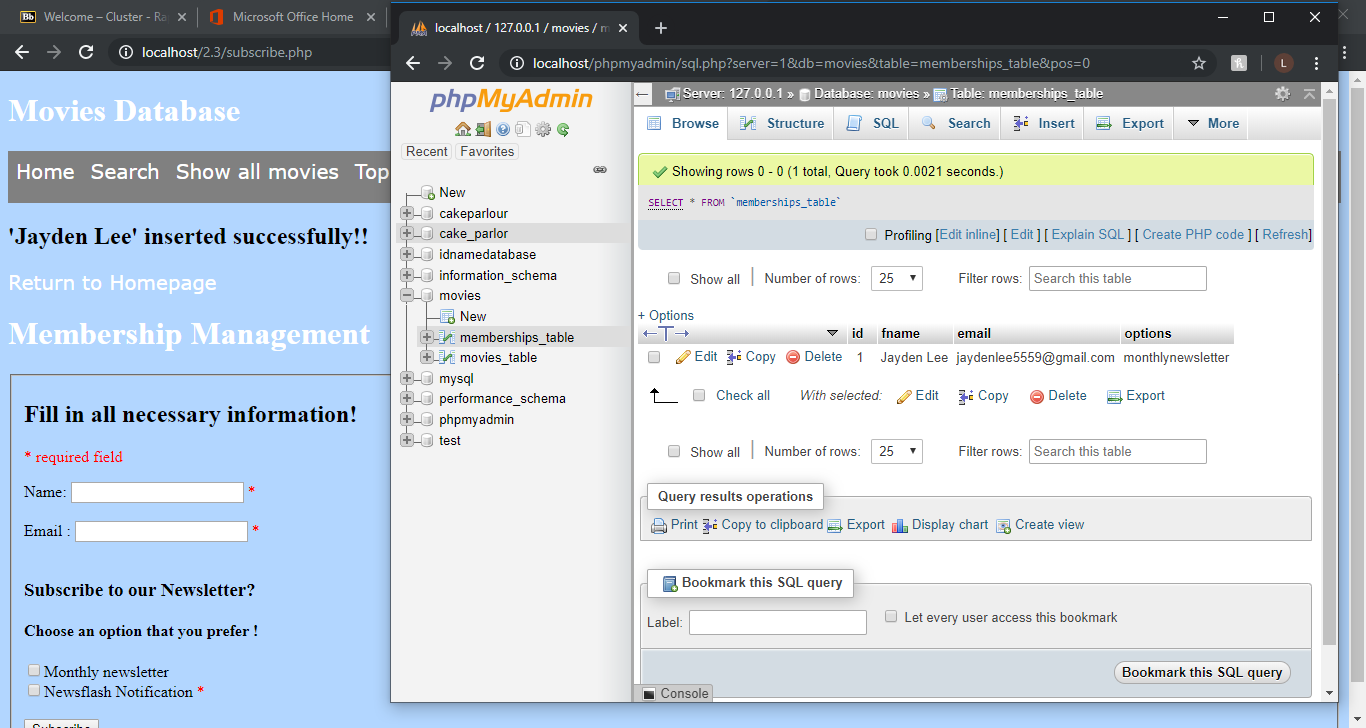 Welcome – Cluster - Ra
Microsoft Office Home
localhost/2.3/subscribe.php
Movies Database
Home Search Show all movies Top
'Jayden Lee' inserted successfully!!
Return to Homepage
Membership Management
Fill in all necessary information!
* required field
Name: *
Email : *
Subscribe to our Newsletter?
Choose an option that you prefer !
Monthly newsletter
Newsflash Notification *
Subscribe
localhost / 127.0.0.1 / movies / m
localhost/phpmyadmin/sql.php?server=1&db=movies&table=memberships_table&pos=0
L
phpMyAdmin
Recent Favorites
New
cakeparlour
cake_parlor
idnamedatabase
information_schema
movies
New
memberships_table
movies_table
mysql
performance_schema
phpmyadmin
test
Server: 127.0.0.1 » Database: movies » Table: memberships_table
Browse Structure SQL Search Insert Export More
Showing rows 0 - 0 (1 total, Query took 0.0021 seconds.)
SELECT * FROM `memberships_table`
Profiling [Edit inline] [ Edit ] [ Explain SQL ] [ Create PHP code ] [ Refresh]
Show all Number of rows: 25 Filter rows: Search this table
+ Options
id fname email options
Edit Copy Delete 1 Jayden Lee jaydenlee5559@gmail.com monthlynewsletter
Check all With selected: Edit Copy Delete Export
Show all Number of rows: 25 Filter rows: Search this table
Query results operations
Print Copy to clipboard Export Display chart Create view
Bookmark this SQL query
Label: Let every user access this bookmark
Bookmark this SQL query
Console